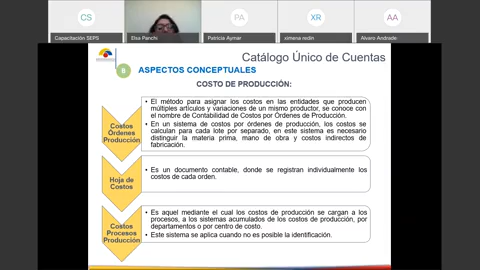 CS
PA
XR
AA
Capacitación SEPS
Elsa Panchi
Patricia Aymar
ximena redin
Alvaro Andrade
Catálogo Único de Cuentas
8
ASPECTOS CONCEPTUALES
COSTO DE PRODUCCIÓN:
Costos
Órdenes
Producción
• El método para asignar los costos en las entidades que producen
múltiples artículos y variaciones de un mismo productor, se conoce con
el nombre de Contabilidad de Costos por Órdenes de Producción.
• En un sistema de costos por órdenes de producción, los costos se
calculan para cada lote por separado, en este sistema es necesario
distinguir la materia prima, mano de obra y costos indirectos de
fabricación.
Hoja de
Costos
• Es un documento contable, donde se registran individualmente los
costos de cada orden.
Costos
Procesos
Producción
• Es aquel mediante el cual los costos de producción se cargan a los
procesos, a los sistemas acumulados de los costos de producción, por
departamentos o por centro de costo.
• Este sistema se aplica cuando no es posible la identificación.